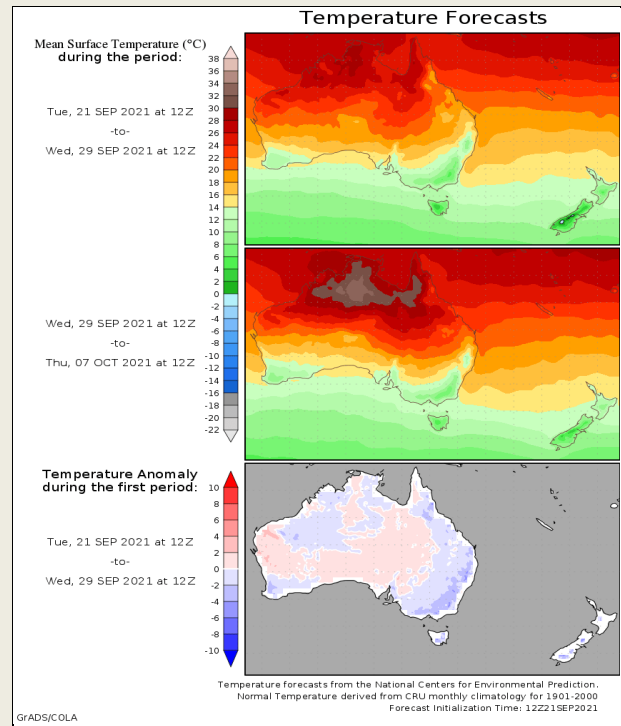 Temperature Forecasts
Mean Surface Temperature (°C)
during the period:
Tue, 21 SEP 2021 at 12Z
-to-
Wed, 29 SEP 2021 at 12Z
38
36
34
32
30
28
26
24
22
20
18
16
14
12
10
8
6
4
2
0
-2
-4
-6
-8
-10
-12
-14
-16
-18
-20
-22
Wed, 29 SEP 2021 at 12Z
-to-
Thu, 07 OCT 2021 at 12Z
Temperature Anomaly
during the first period:
Tue, 21 SEP 2021 at 12Z
-to-
Wed, 29 SEP 2021 at 12Z
10
8
6
4
2
0
-2
-4
-6
-8
-10
Temperature forecasts from the National Centers for Environmental Prediction.
Normal Temperature derived from CRU monthly climatology for 1901-2000
Forecast Initialization Time: 12Z21SEP2021
GrADS/COLA